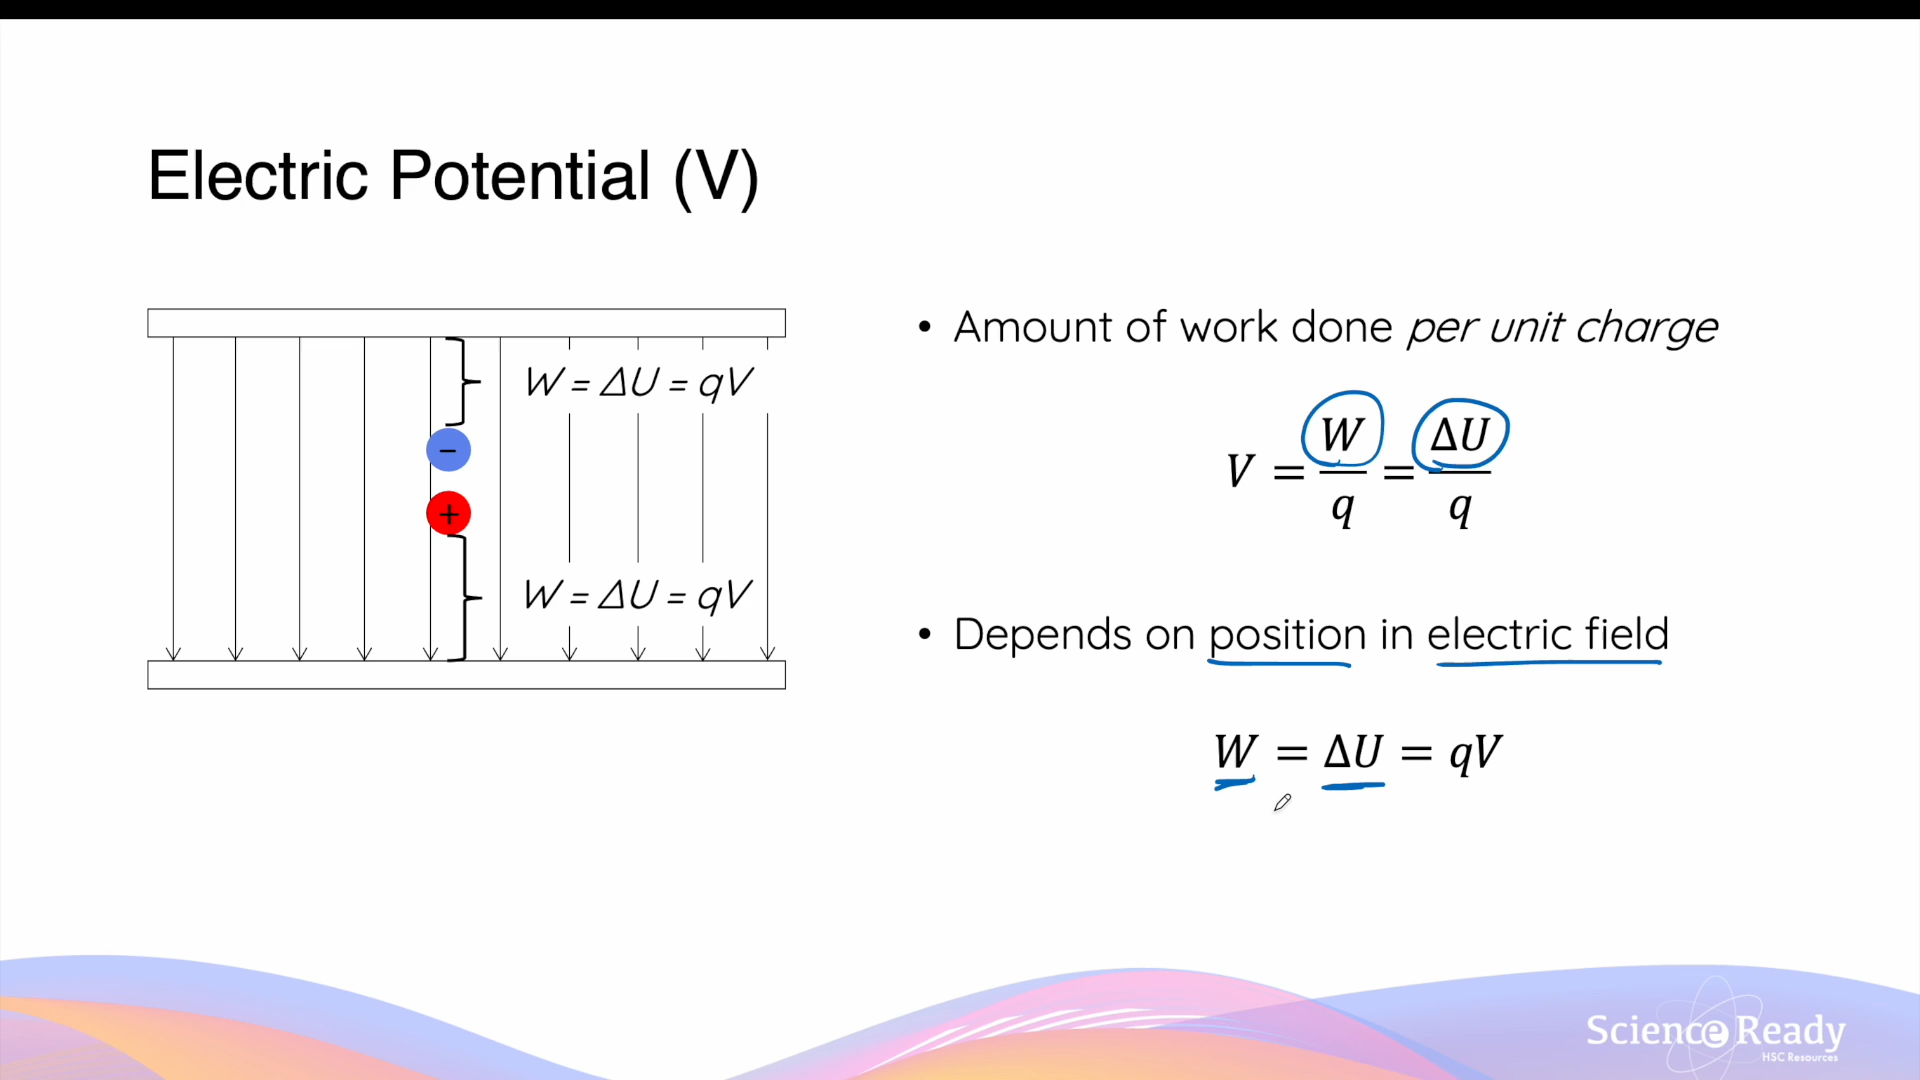 Electric Potential (V)
W = ΔU = qV
−
+
W = ΔU = qV
• Amount of work done per unit charge
V = W/q = ΔU/q
• Depends on position in electric field
W = ΔU = qV
Science Ready
HSC Resources